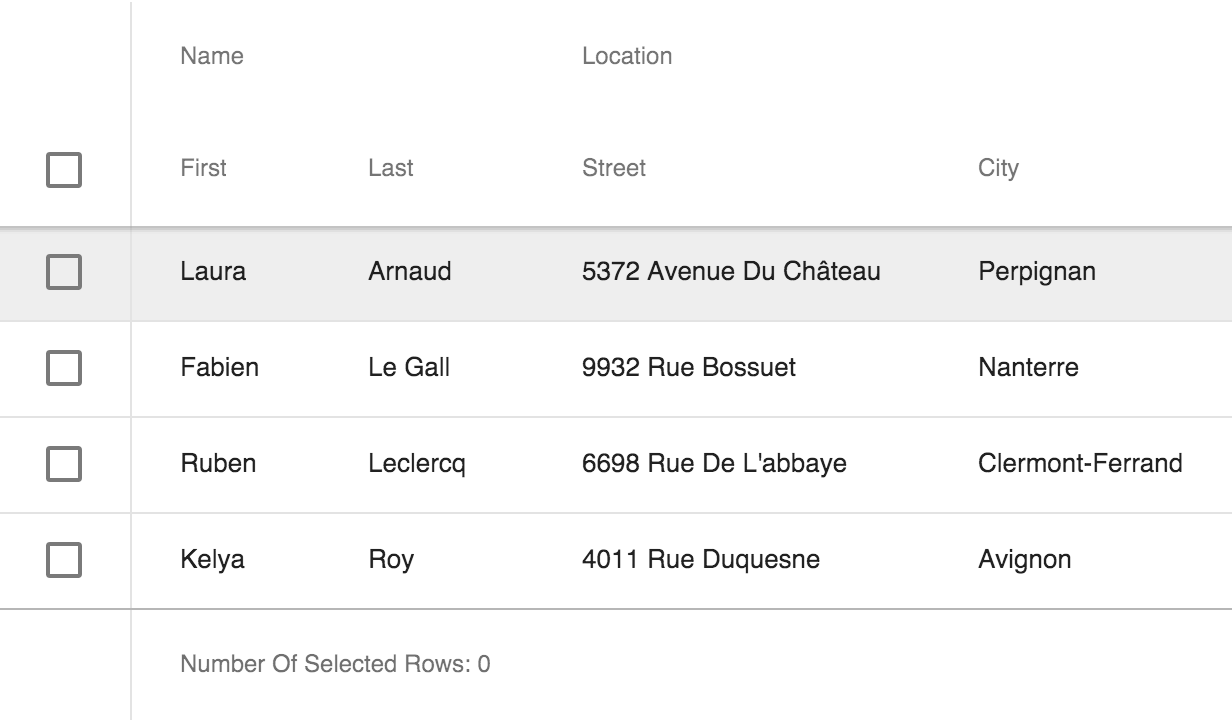 Name Location
First Last Street City
Laura Arnaud 5372 Avenue Du Château Perpignan
Fabien Le Gall 9932 Rue Bossuet Nanterre
Ruben Leclercq 6698 Rue De L'abbaye Clermont-Ferrand
Kelya Roy 4011 Rue Duquesne Avignon
Number Of Selected Rows: 0